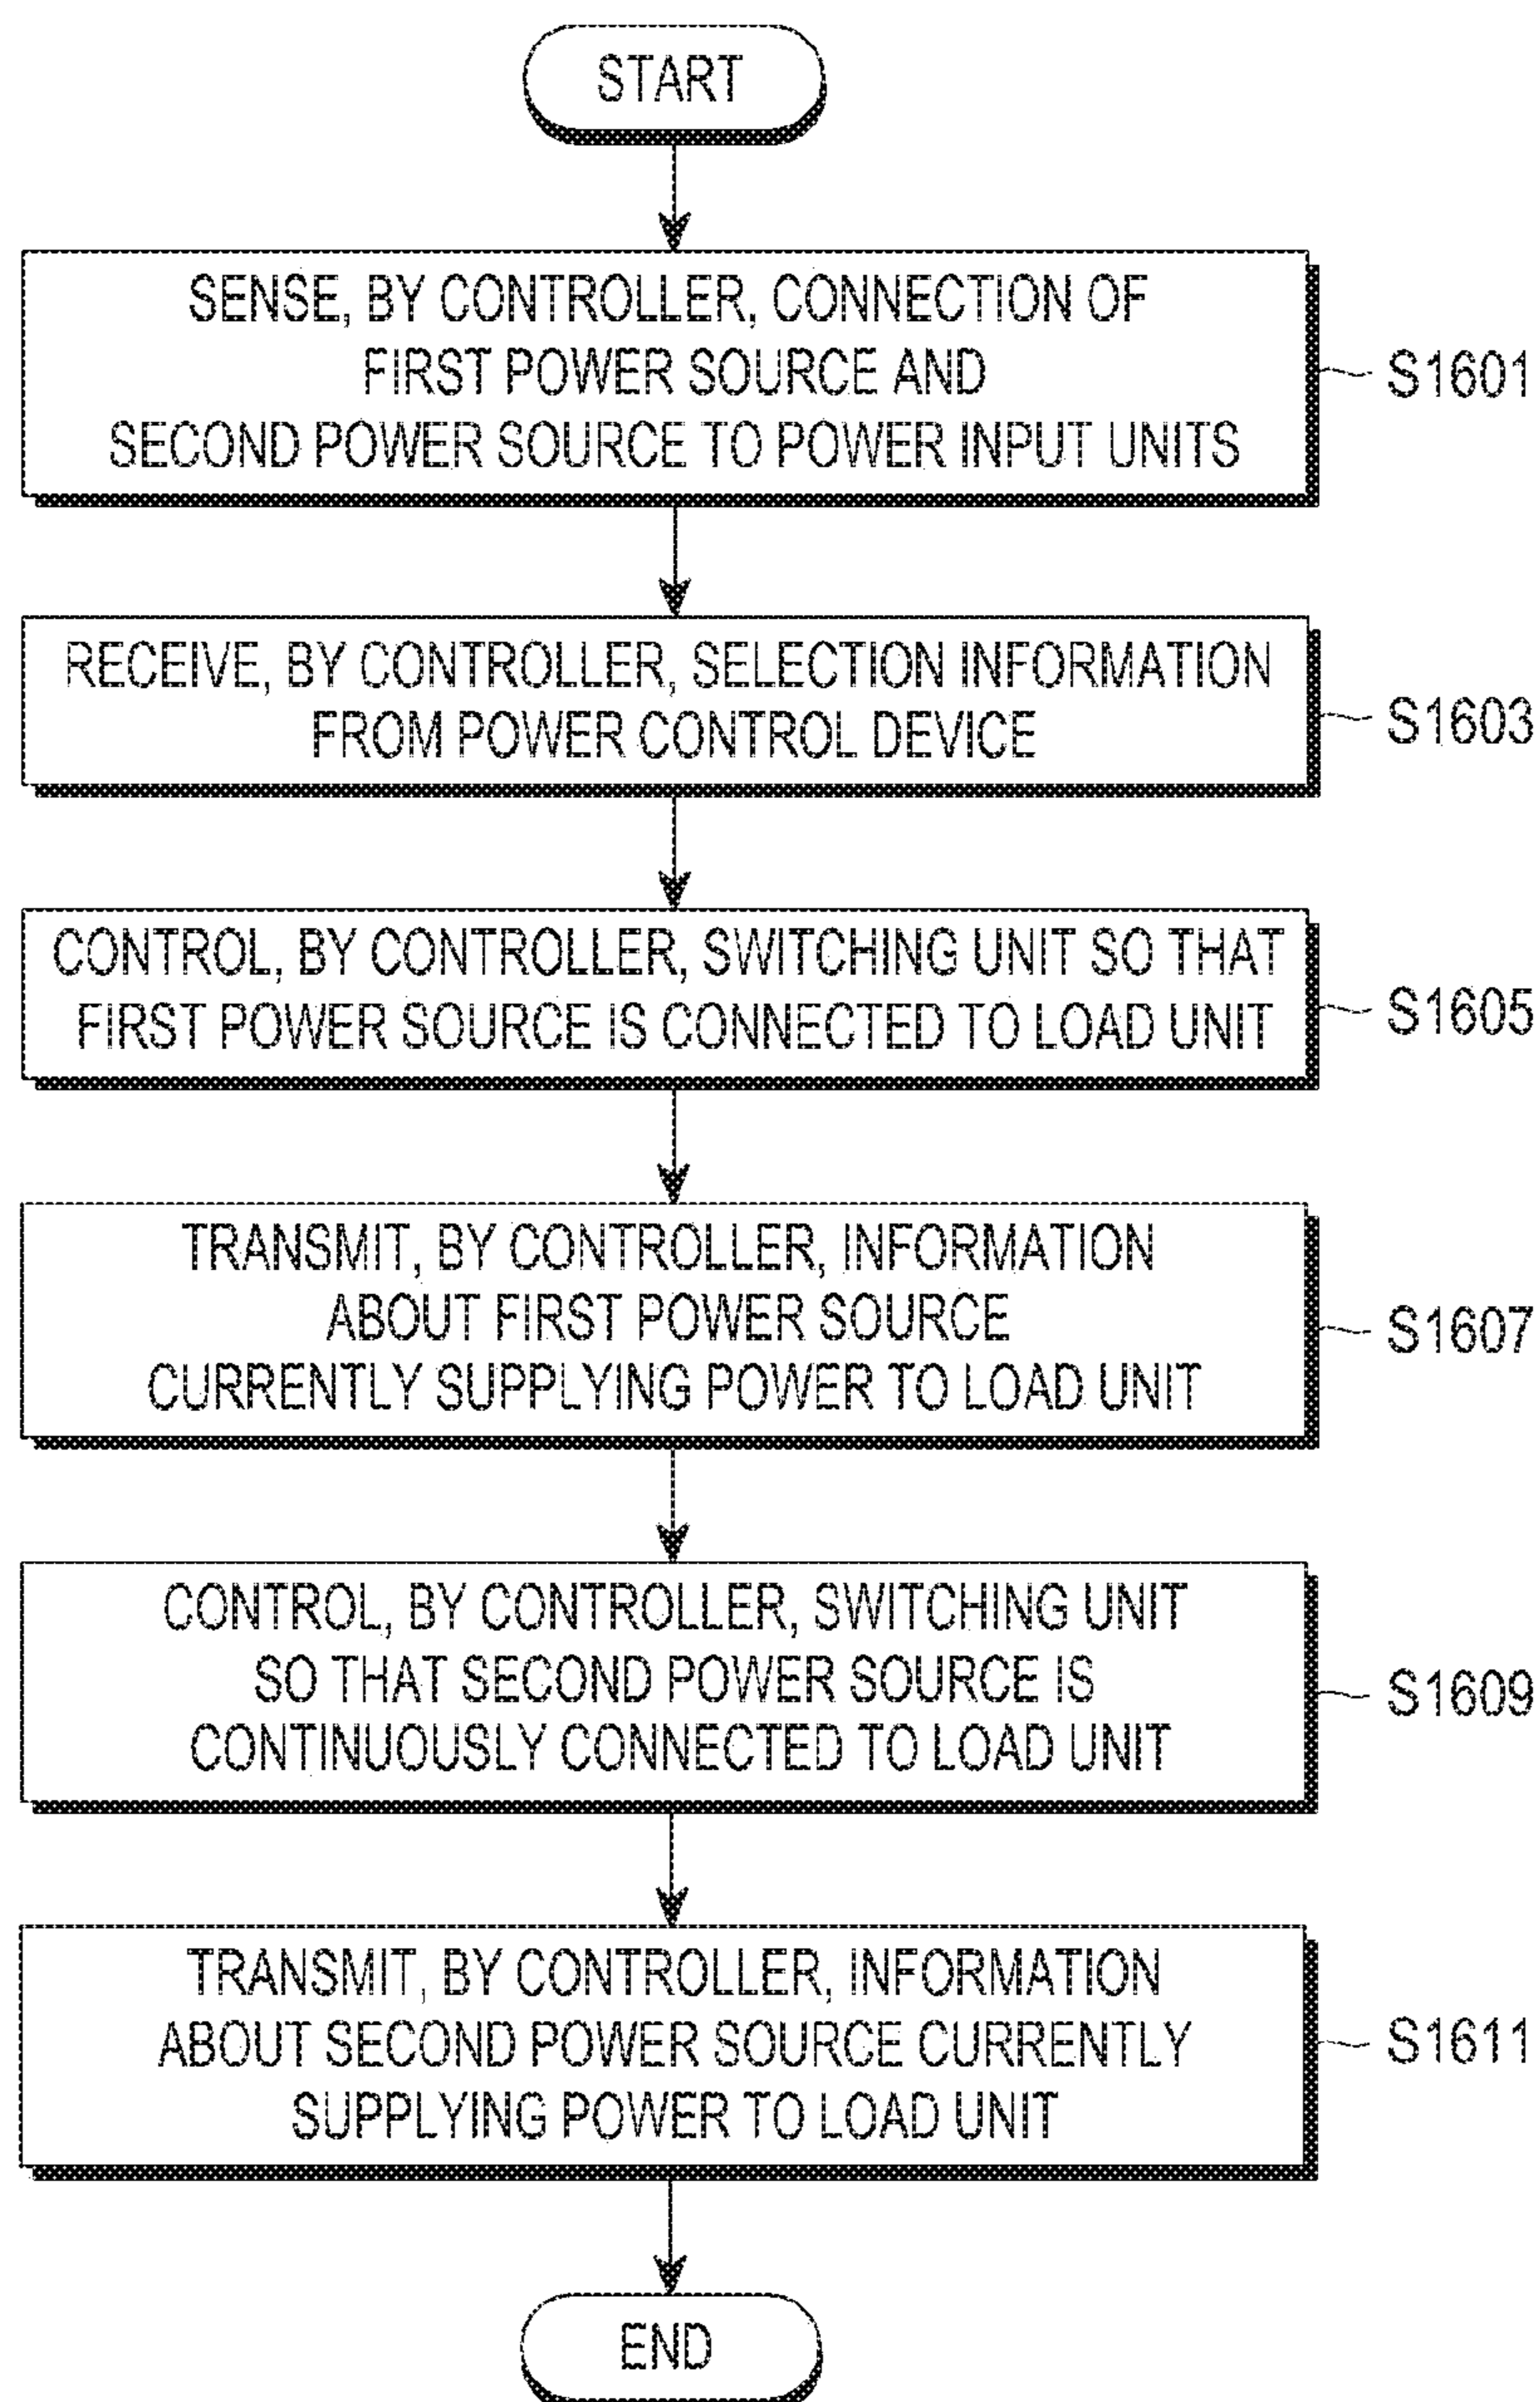 START
SENSE, BY CONTROLLER, CONNECTION OF
FIRST POWER SOURCE AND
SECOND POWER SOURCE TO POWER INPUT UNITS
S1601
RECEIVE, BY CONTROLLER, SELECTION INFORMATION
FROM POWER CONTROL DEVICE
S1603
CONTROL, BY CONTROLLER, SWITCHING UNIT SO THAT
FIRST POWER SOURCE IS CONNECTED TO LOAD UNIT
S1605
TRANSMIT, BY CONTROLLER, INFORMATION
ABOUT FIRST POWER SOURCE
CURRENTLY SUPPLYING POWER TO LOAD UNIT
S1607
CONTROL, BY CONTROLLER, SWITCHING UNIT
SO THAT SECOND POWER SOURCE IS
CONTINUOUSLY CONNECTED TO LOAD UNIT
S1609
TRANSMIT, BY CONTROLLER, INFORMATION
ABOUT SECOND POWER SOURCE CURRENTLY
SUPPLYING POWER TO LOAD UNIT
S1611
END